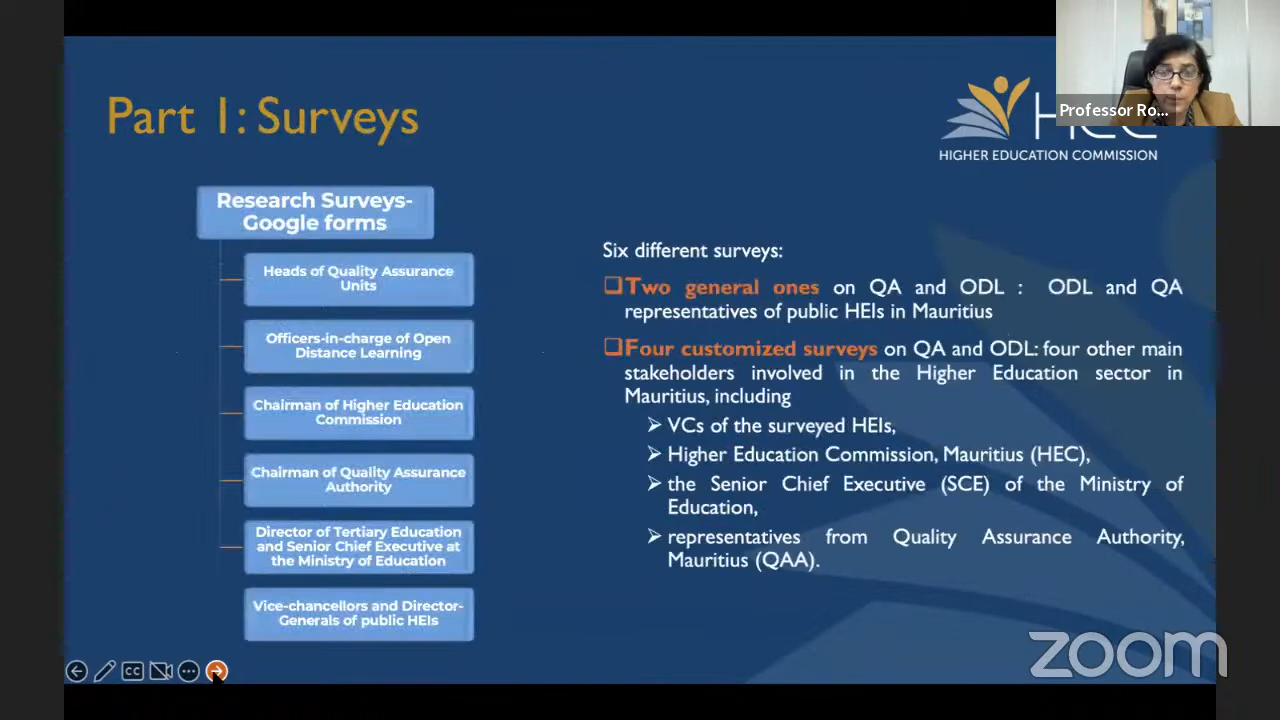 Part 1: Surveys
Professor Ro...
HIGHER EDUCATION COMMISSION
Research Surveys-
Google forms
Heads of Quality Assurance
Units
Officers-in-charge of Open
Distance Learning
Chairman of Higher Education
Commission
Chairman of Quality Assurance
Authority
Director of Tertiary Education
and Senior Chief Executive at
the Ministry of Education
Vice-chancellors and Director-
Generals of public HEIs
Six different surveys:
❑Two general ones on QA and ODL : ODL and QA
representatives of public HEIs in Mauritius
❑Four customized surveys on QA and ODL: four other main
stakeholders involved in the Higher Education sector in
Mauritius, including
➢ VCs of the surveyed HEIs,
➢ Higher Education Commission, Mauritius (HEC),
➢ the Senior Chief Executive (SCE) of the Ministry of
Education,
➢ representatives from Quality Assurance Authority,
Mauritius (QAA).
CC
zoom